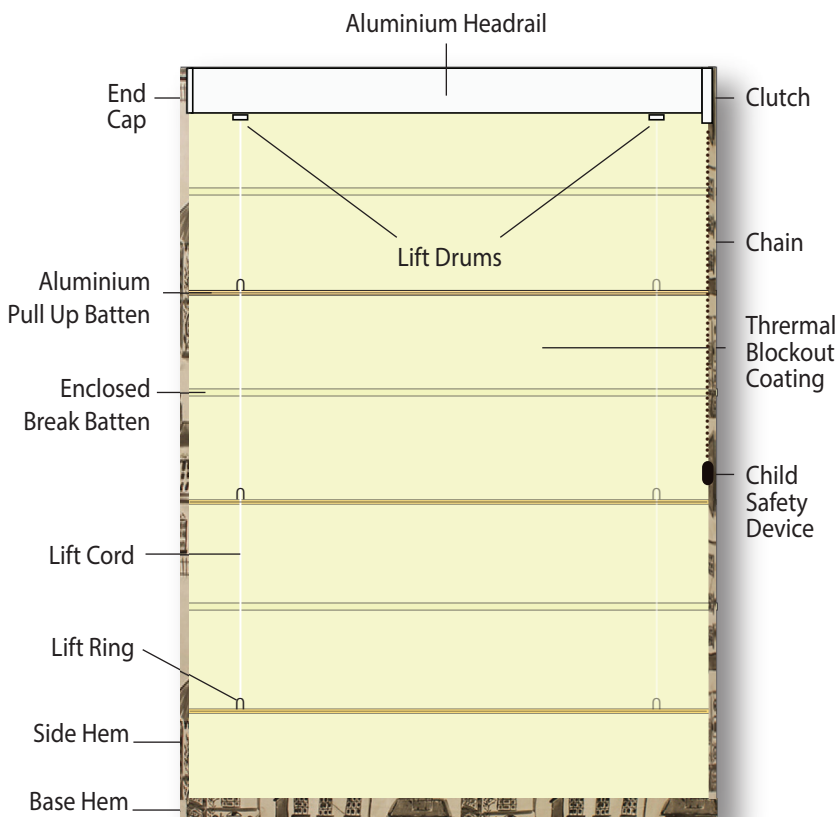 Aluminium Headrail
End
Cap
Clutch
Lift Drums
Chain
Aluminium
Pull Up Batten
Thrermal
Blockout
Coating
Enclosed
Break Batten
Child
Safety
Device
Lift Cord
Lift Ring
Side Hem
Base Hem